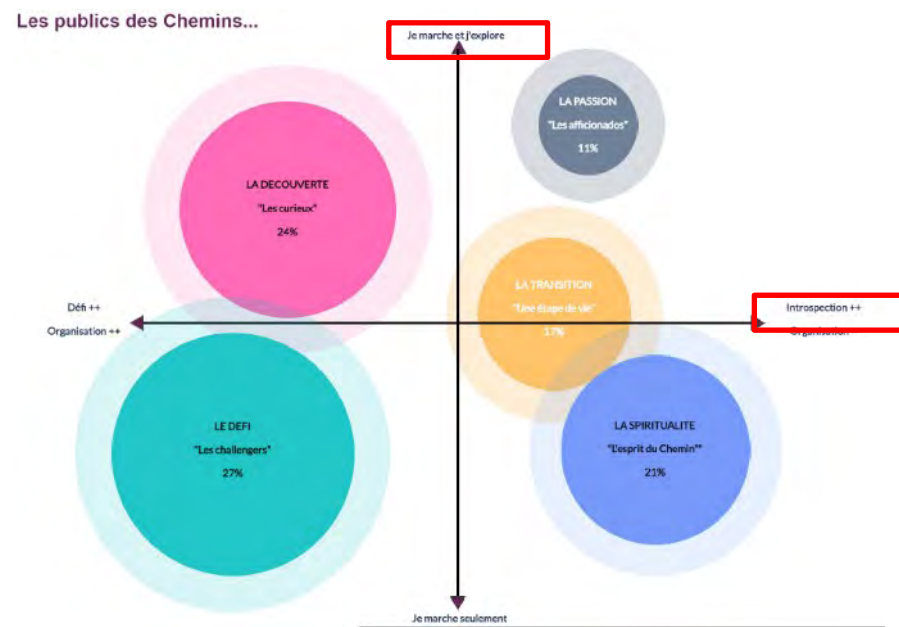 Les publics des Chemins...
Je marche et j'explore
LA PASSION
"Les afficionados"
11%
LA DECOUVERTE
"Les curieux"
24%
LA TRANSITION
"Une étape de vie"
17%
Défi ++
Organisation ++
Introspection ++
Organisation
LE DEFI
"Les challengers"
27%
LA SPIRITUALITE
"L'esprit du Chemin""
21%
Je marche seulement